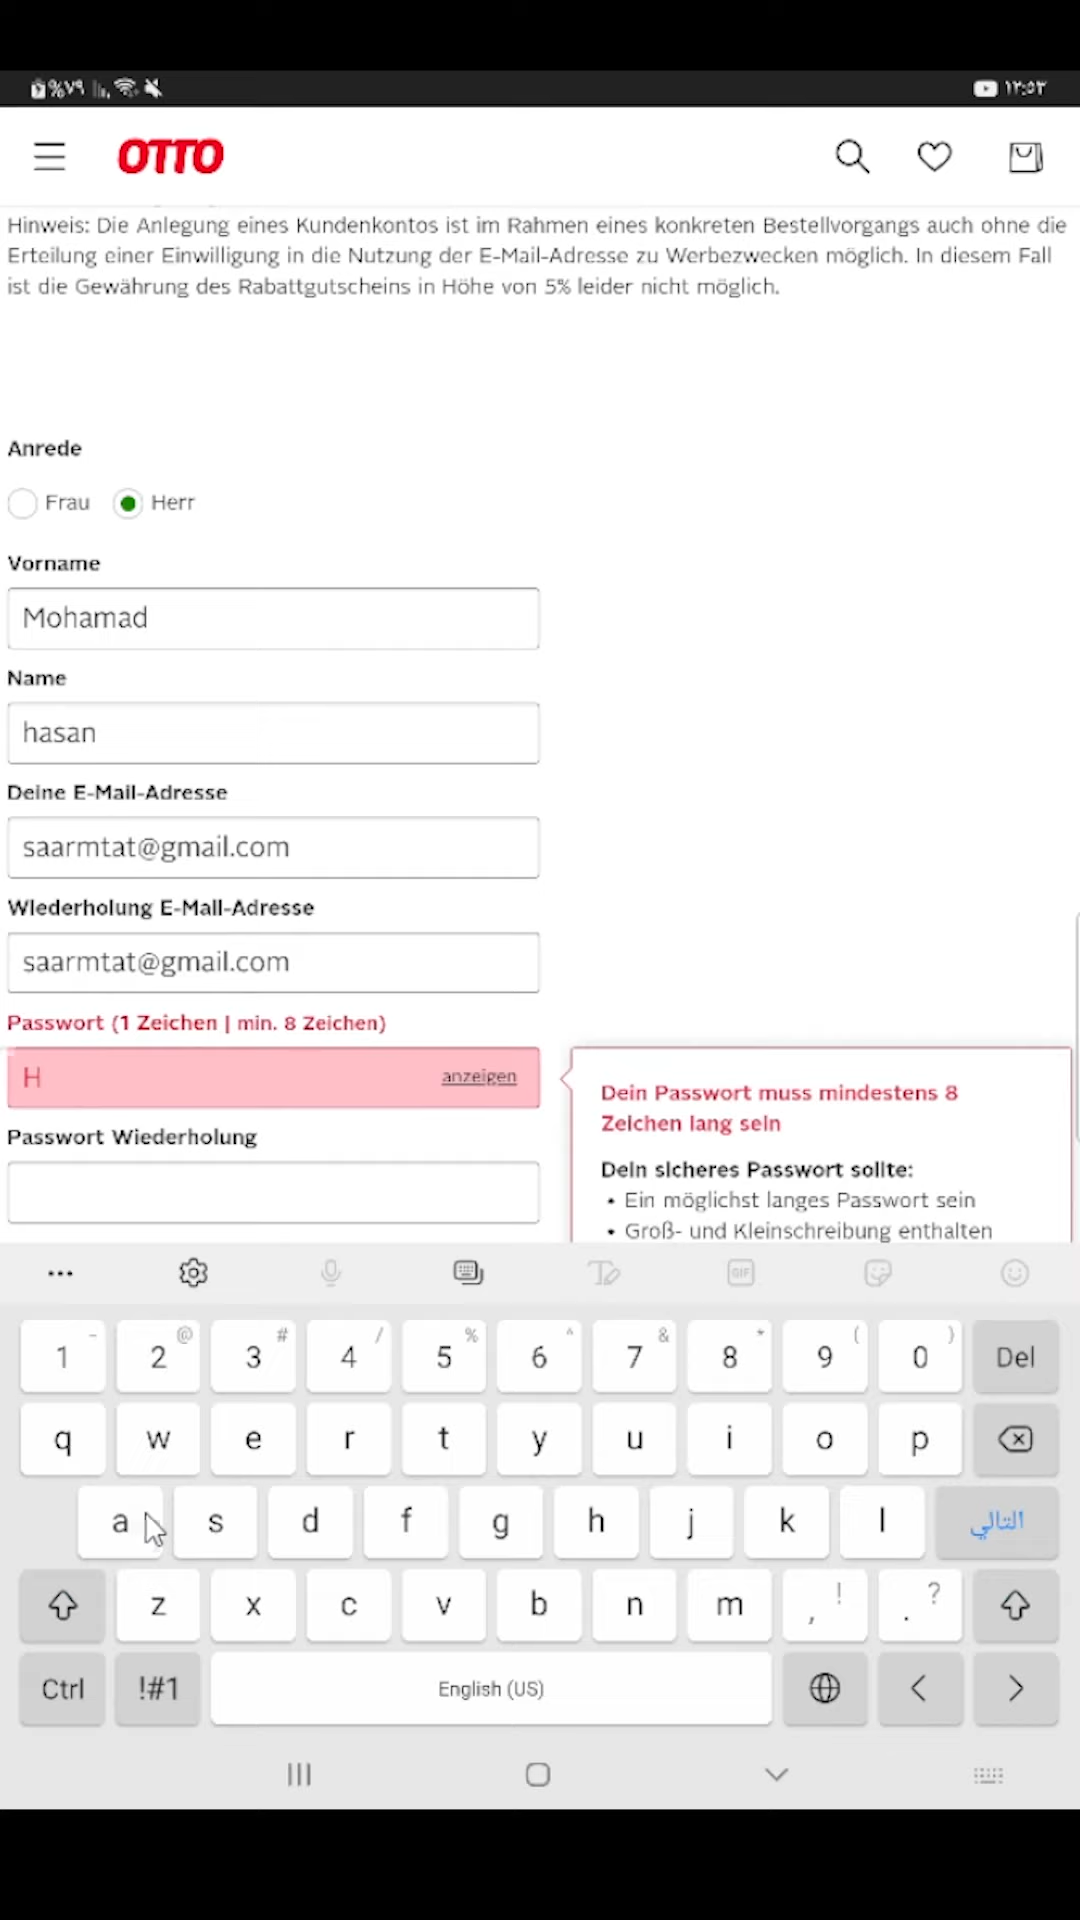 %٧٩ ١٢:٥٣
OTTO
Hinweis: Die Anlegung eines Kundenkontos ist im Rahmen eines konkreten Bestellvorgangs auch ohne die
Erteilung einer Einwilligung in die Nutzung der E-Mail-Adresse zu Werbezwecken möglich. In diesem Fall
ist die Gewährung des Rabattgutscheins in Höhe von 5% leider nicht möglich.
Anrede
Frau Herr
Vorname
Mohamad
Name
hasan
Deine E-Mail-Adresse
saarmtat@gmail.com
Wiederholung E-Mail-Adresse
saarmtat@gmail.com
Passwort (1 Zeichen | min. 8 Zeichen)
H anzeigen
Dein Passwort muss mindestens 8
Zeichen lang sein
Passwort Wiederholung
Dein sicheres Passwort sollte:
• Ein möglichst langes Passwort sein
• Groß- und Kleinschreibung enthalten
GIF
- @ # / % ^ & * ( )
1 2 3 4 5 6 7 8 9 0 Del
q w e r t y u i o p
a s d f g h j k l التالي
z x c v b n m , ! . ?
Ctrl !#1 English (US) < >